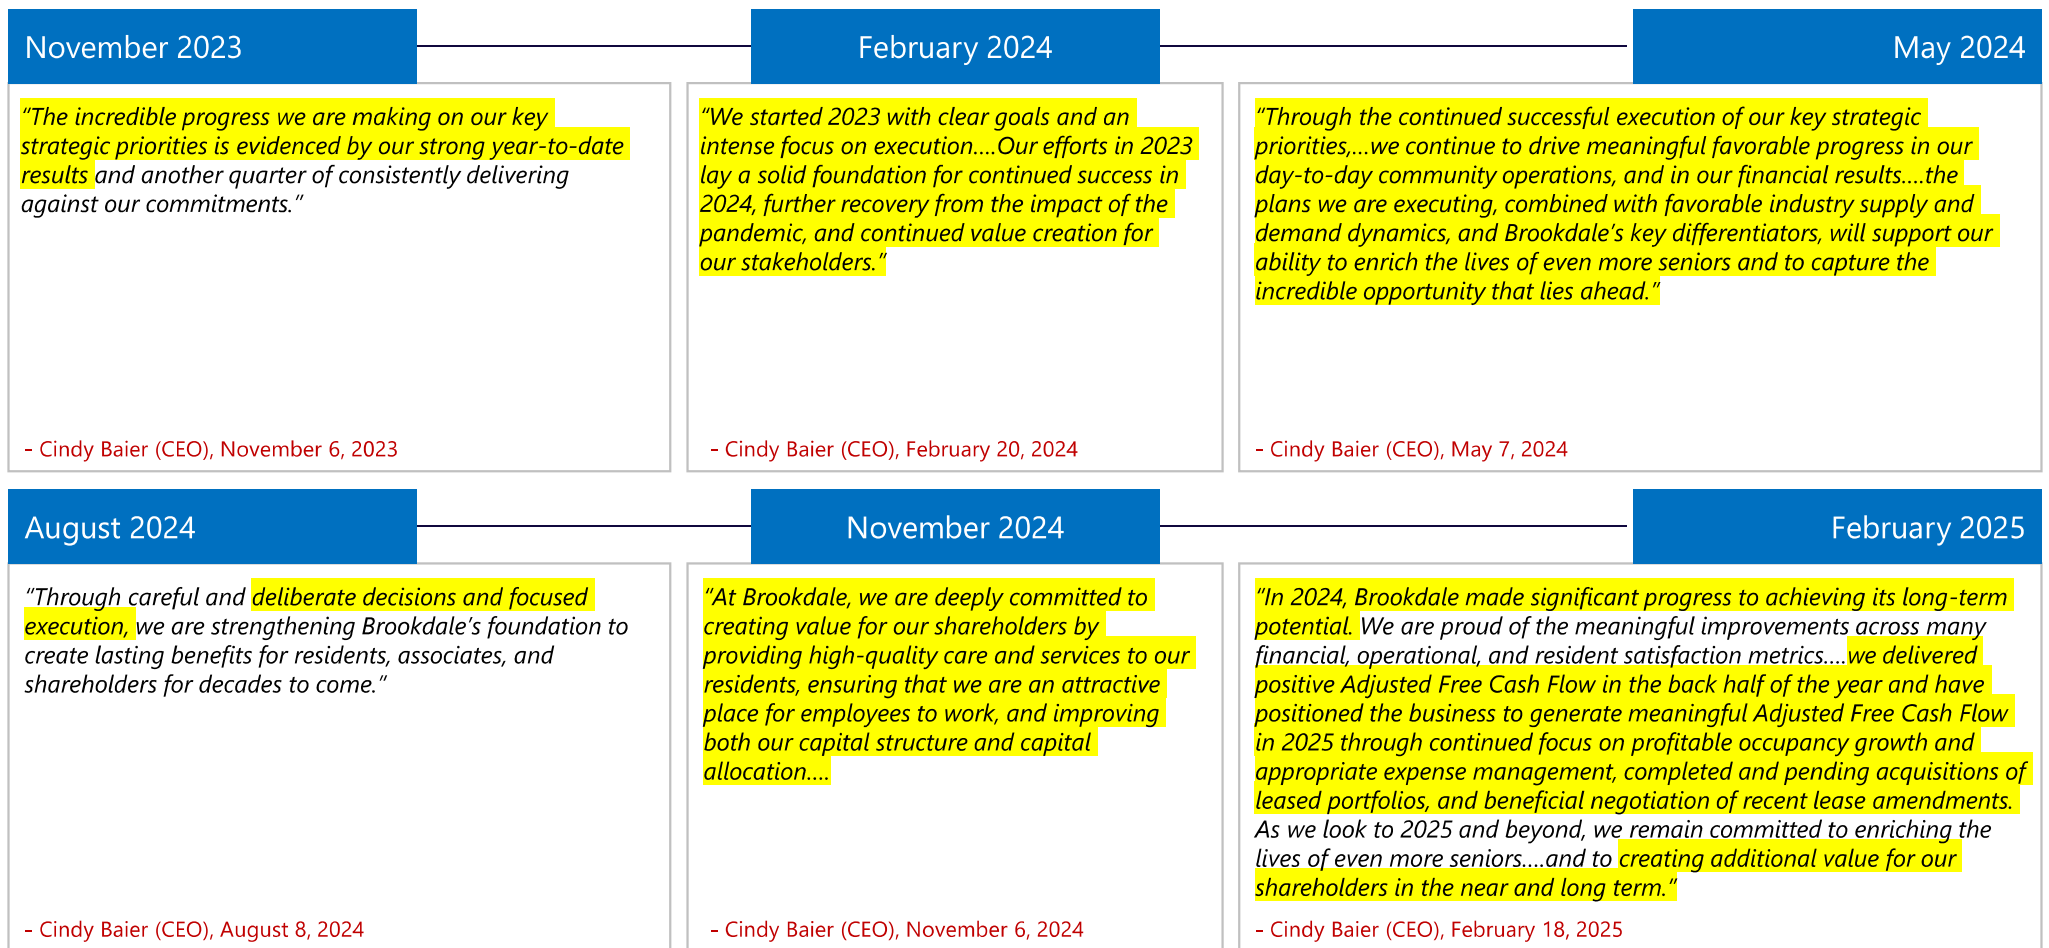 November 2023
February 2024
May 2024
“The incredible progress we are making on our key
strategic priorities is evidenced by our strong year-to-date
results and another quarter of consistently delivering
against our commitments.”
- Cindy Baier (CEO), November 6, 2023
“We started 2023 with clear goals and an
intense focus on execution....Our efforts in 2023
lay a solid foundation for continued success in
2024, further recovery from the impact of the
pandemic, and continued value creation for
our stakeholders.”
- Cindy Baier (CEO), February 20, 2024
“Through the continued successful execution of our key strategic
priorities,...we continue to drive meaningful favorable progress in our
day-to-day community operations, and in our financial results....the
plans we are executing, combined with favorable industry supply and
demand dynamics, and Brookdale’s key differentiators, will support our
ability to enrich the lives of even more seniors and to capture the
incredible opportunity that lies ahead.”
- Cindy Baier (CEO), May 7, 2024
August 2024
November 2024
February 2025
“Through careful and deliberate decisions and focused
execution, we are strengthening Brookdale’s foundation to
create lasting benefits for residents, associates, and
shareholders for decades to come.”
- Cindy Baier (CEO), August 8, 2024
“At Brookdale, we are deeply committed to
creating value for our shareholders by
providing high-quality care and services to our
residents, ensuring that we are an attractive
place for employees to work, and improving
both our capital structure and capital
allocation....
- Cindy Baier (CEO), November 6, 2024
“In 2024, Brookdale made significant progress to achieving its long-term
potential. We are proud of the meaningful improvements across many
financial, operational, and resident satisfaction metrics....we delivered
positive Adjusted Free Cash Flow in the back half of the year and have
positioned the business to generate meaningful Adjusted Free Cash Flow
in 2025 through continued focus on profitable occupancy growth and
appropriate expense management, completed and pending acquisitions of
leased portfolios, and beneficial negotiation of recent lease amendments.
As we look to 2025 and beyond, we remain committed to enriching the
lives of even more seniors....and to creating additional value for our
shareholders in the near and long term.”
- Cindy Baier (CEO), February 18, 2025